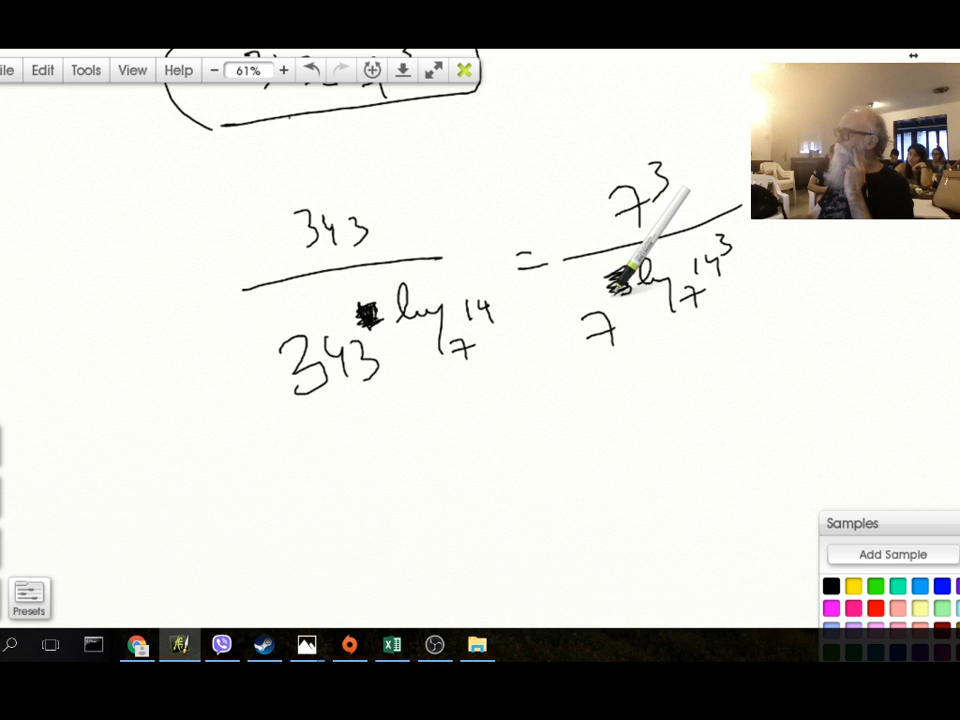 File Edit Tools View Help − 61% +
343 = 7^3
343^log_7 14 7^log_7 14^3
Samples
Add Sample
Presets